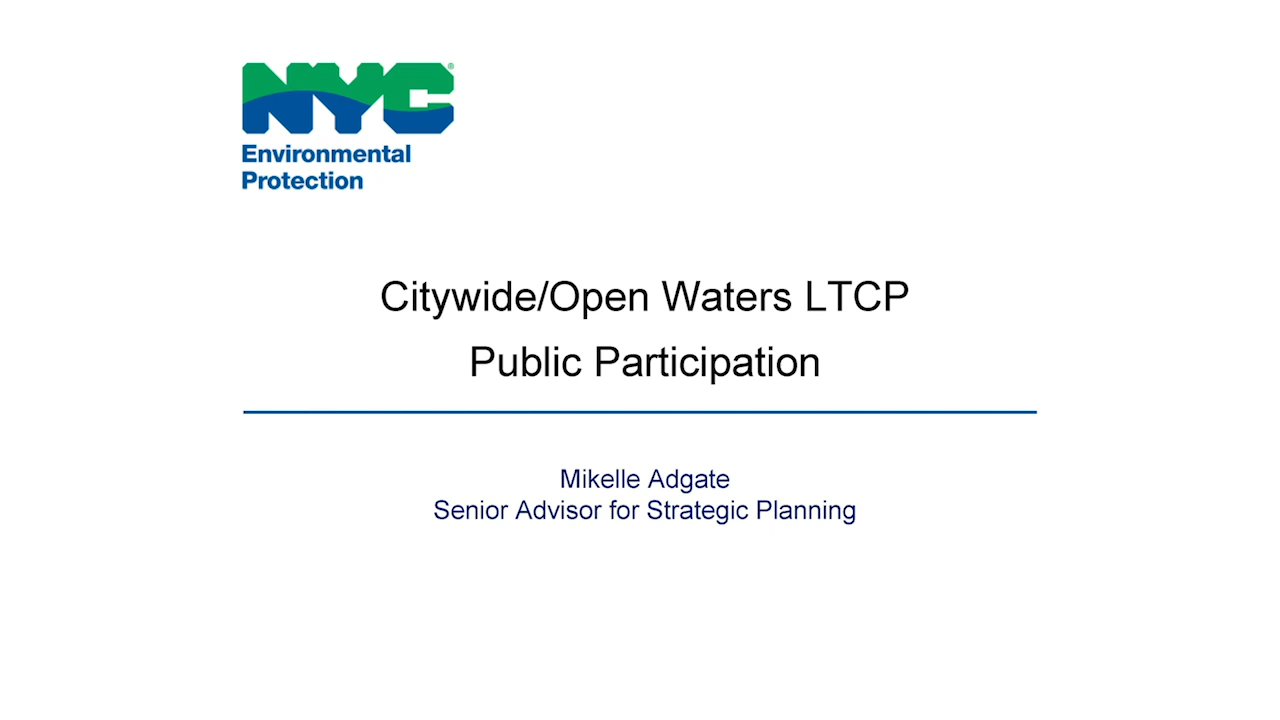 NYC®
Environmental
Protection
Citywide/Open Waters LTCP
Public Participation
Mikelle Adgate
Senior Advisor for Strategic Planning